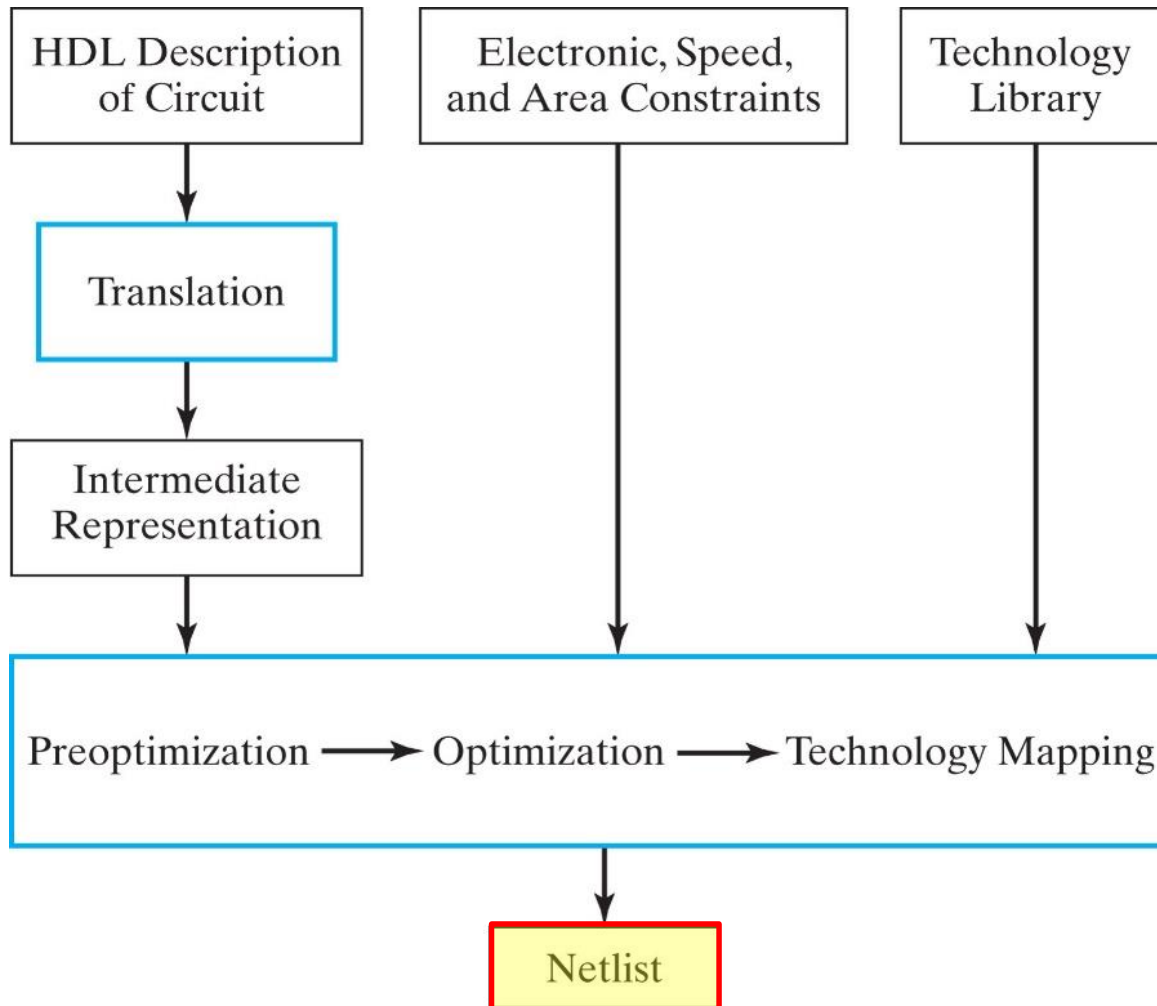 HDL Description
of Circuit
Electronic, Speed,
and Area Constraints
Technology
Library
Translation
Intermediate
Representation
Preoptimization
Optimization
Technology Mapping
Netlist